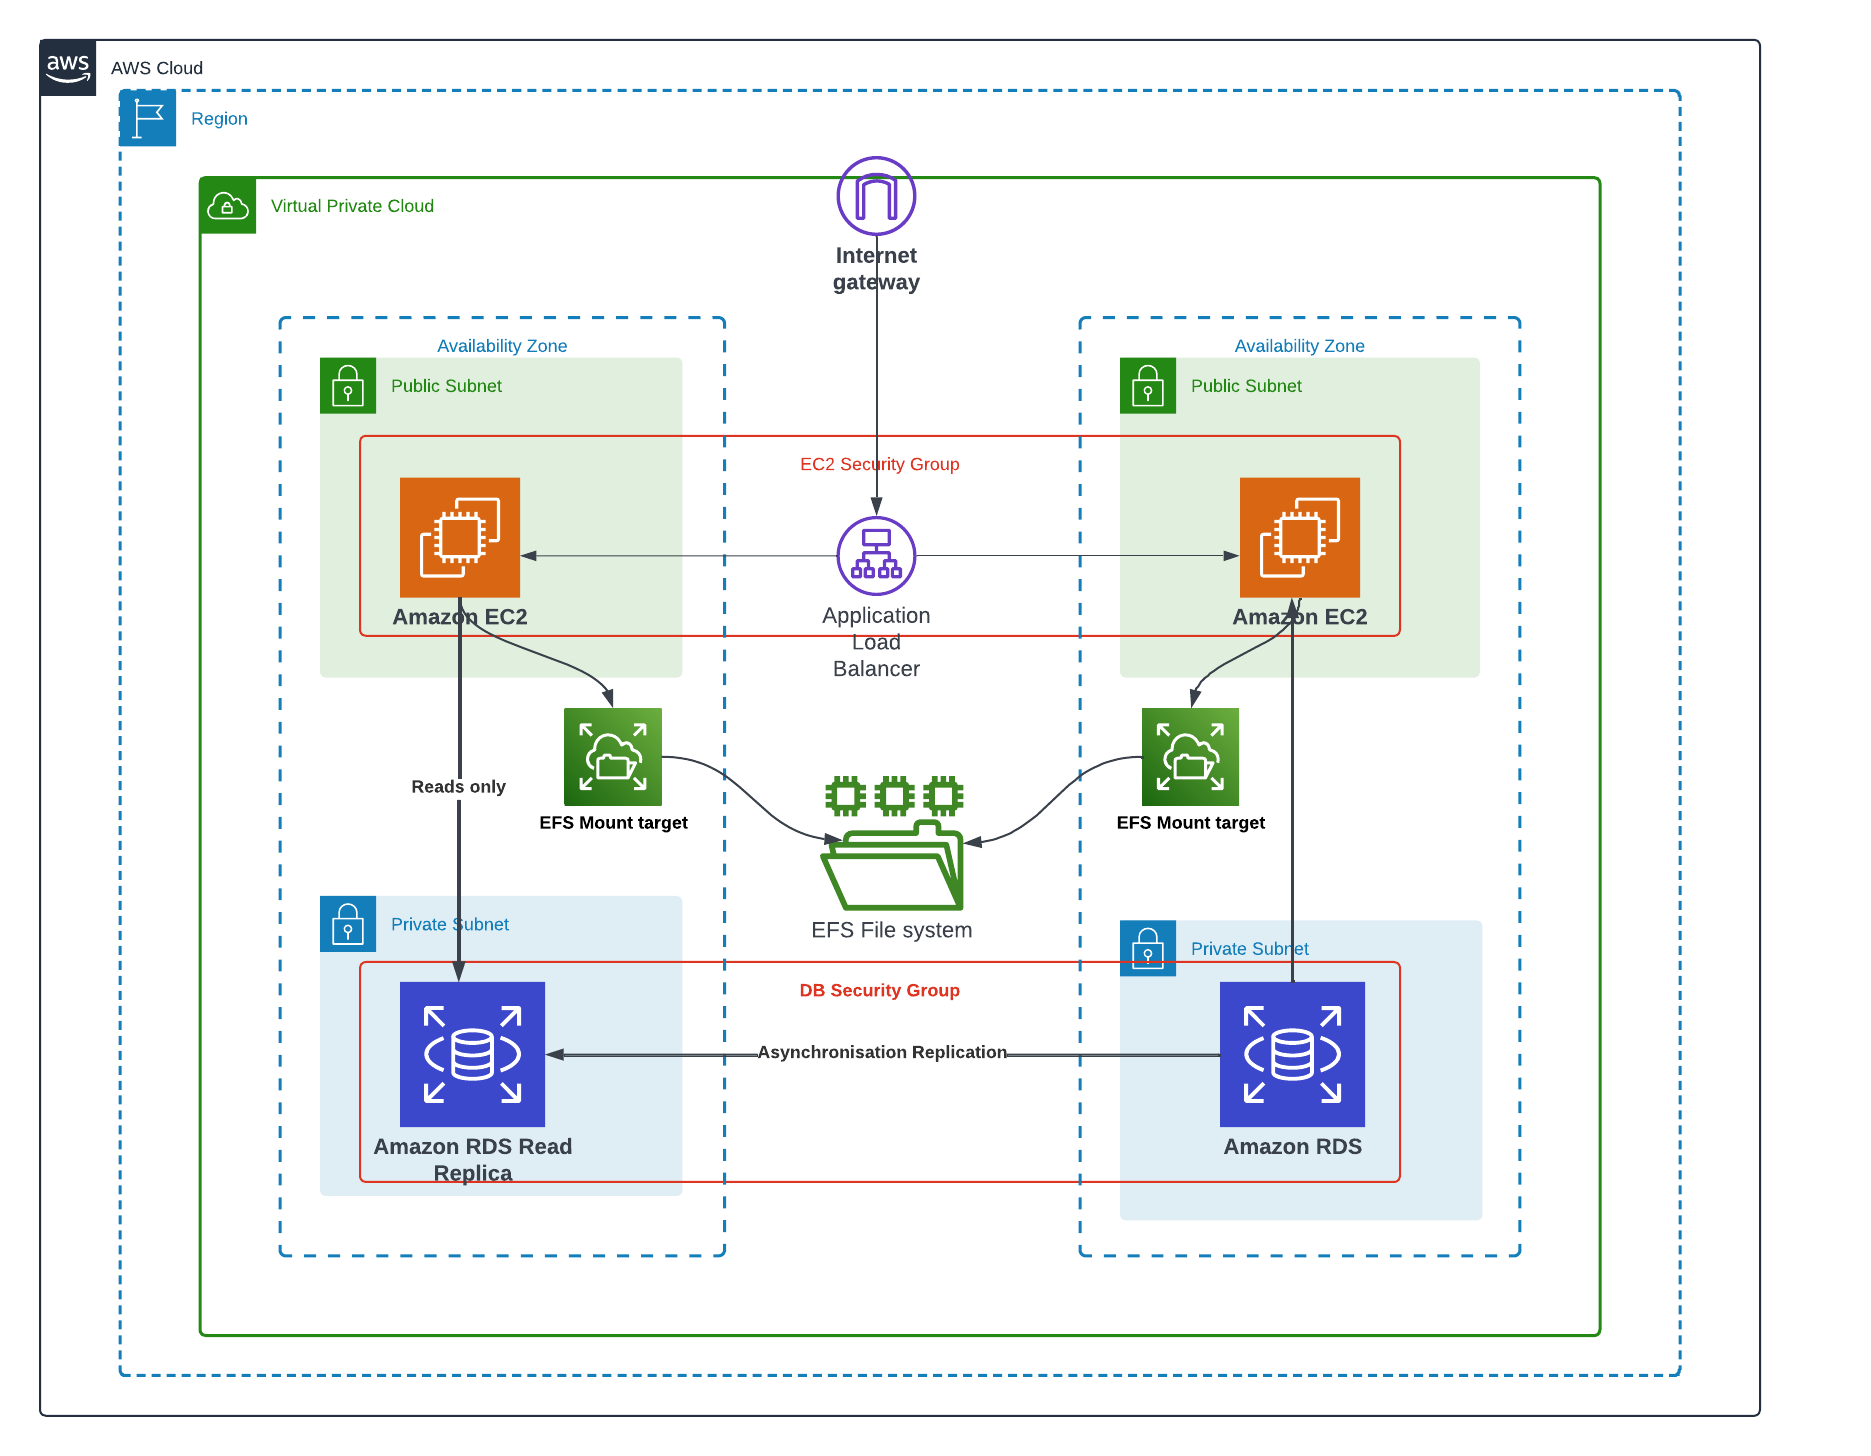 aws
AWS Cloud
Region
Virtual Private Cloud
Internet
gateway
Availability Zone
Availability Zone
Public Subnet
Public Subnet
EC2 Security Group
Amazon EC2
Application
Load
Balancer
Amazon EC2
Reads only
EFS Mount target
EFS Mount target
EFS File system
Private Subnet
Private Subnet
DB Security Group
Asynchronisation Replication
Amazon RDS Read
Replica
Amazon RDS